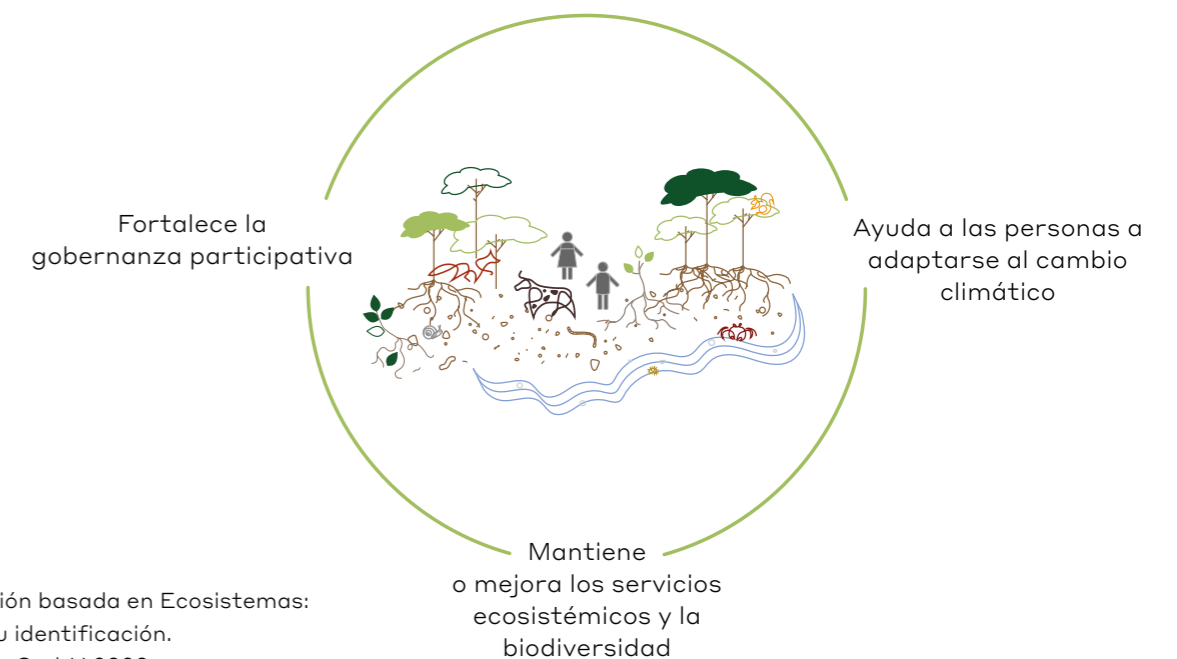 Fortalece la
gobernanza participativa
Ayuda a las personas a
adaptarse al cambio
climático
Mantiene
o mejora los servicios
ecosistémicos y la
biodiversidad
ión basada en Ecosistemas:
u identificación.